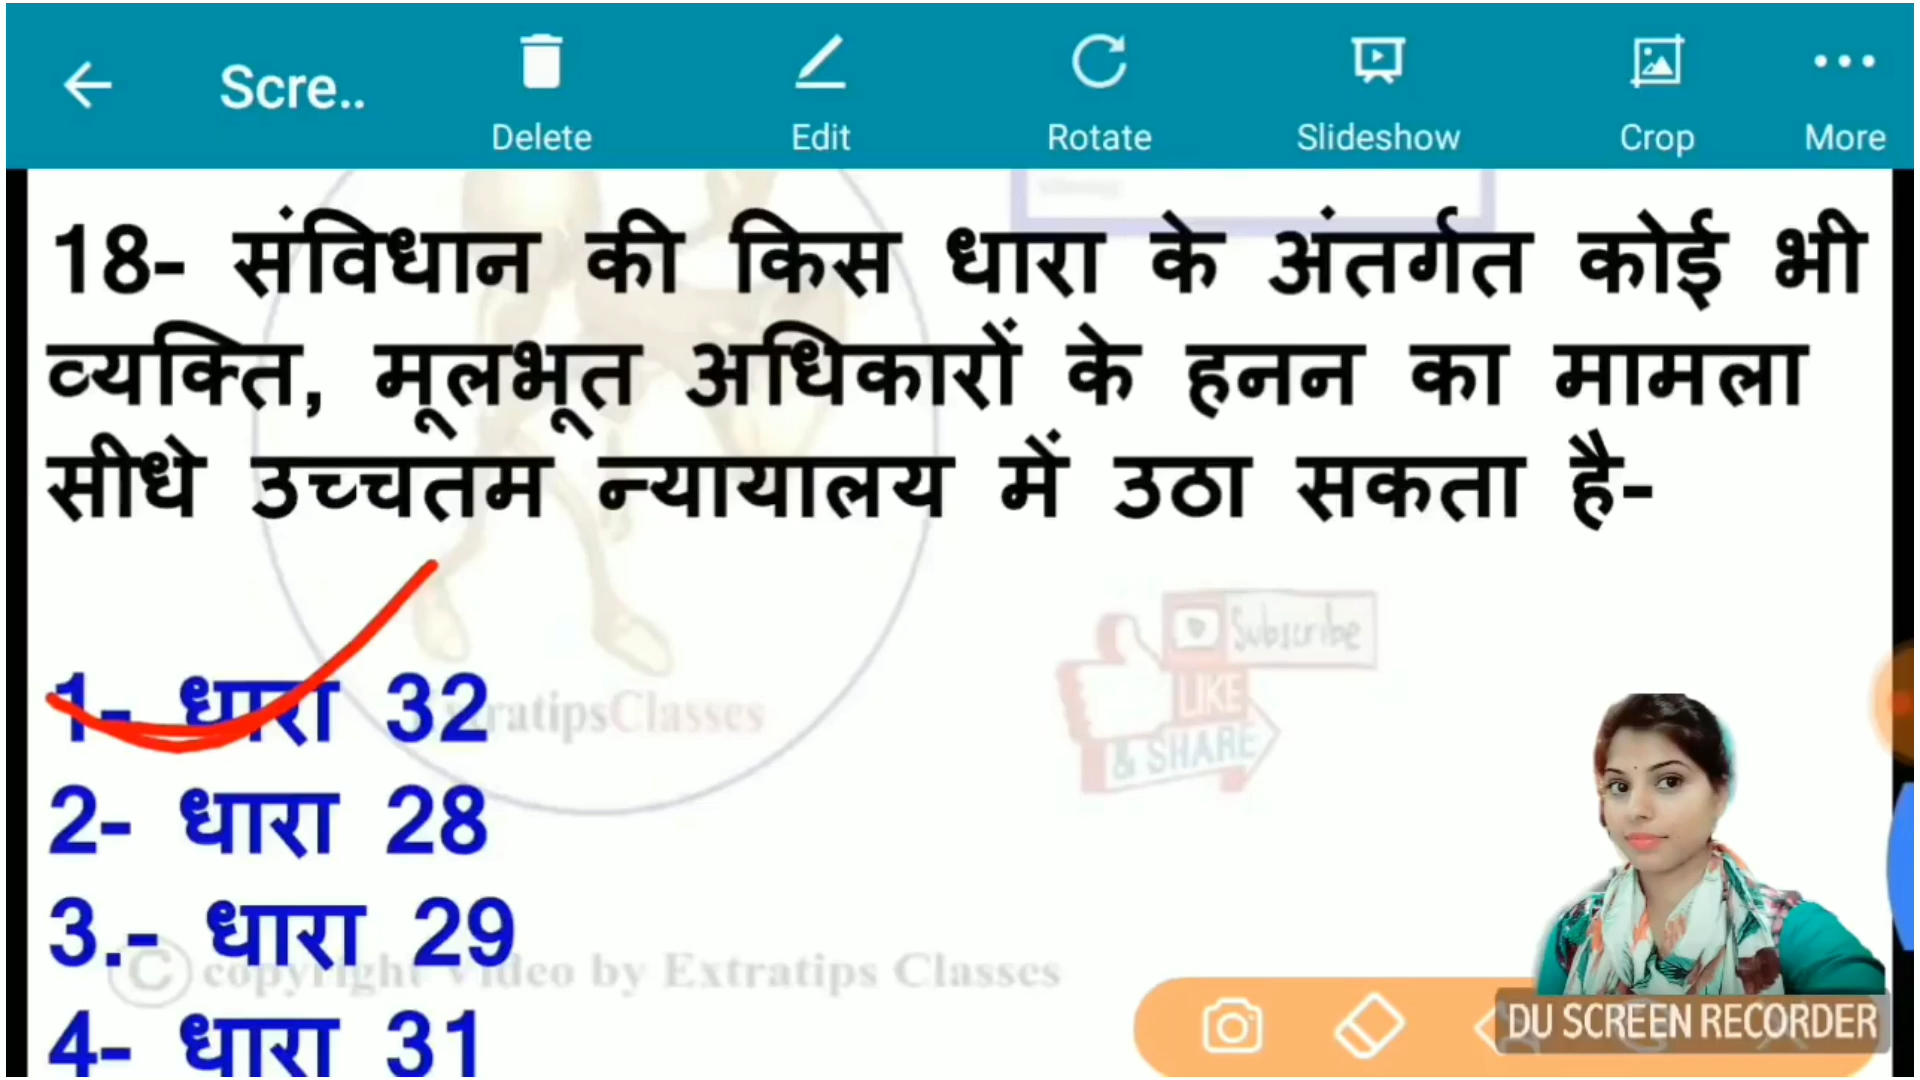 Scre..
Delete
Edit
Rotate
Slideshow
Crop
More
18- संविधान की किस धारा के अंतर्गत कोई भी
व्यक्ति, मूलभूत अधिकारों के हनन का मामला
सीधे उच्चतम न्यायालय में उठा सकता है-
Subscribe
LIKE
& SHARE
1- धारा 32
ExtratipsClasses
2- धारा 28
3.- धारा 29
© copyright Video by Extratips Classes
4- धारा 31
DU SCREEN RECORDER